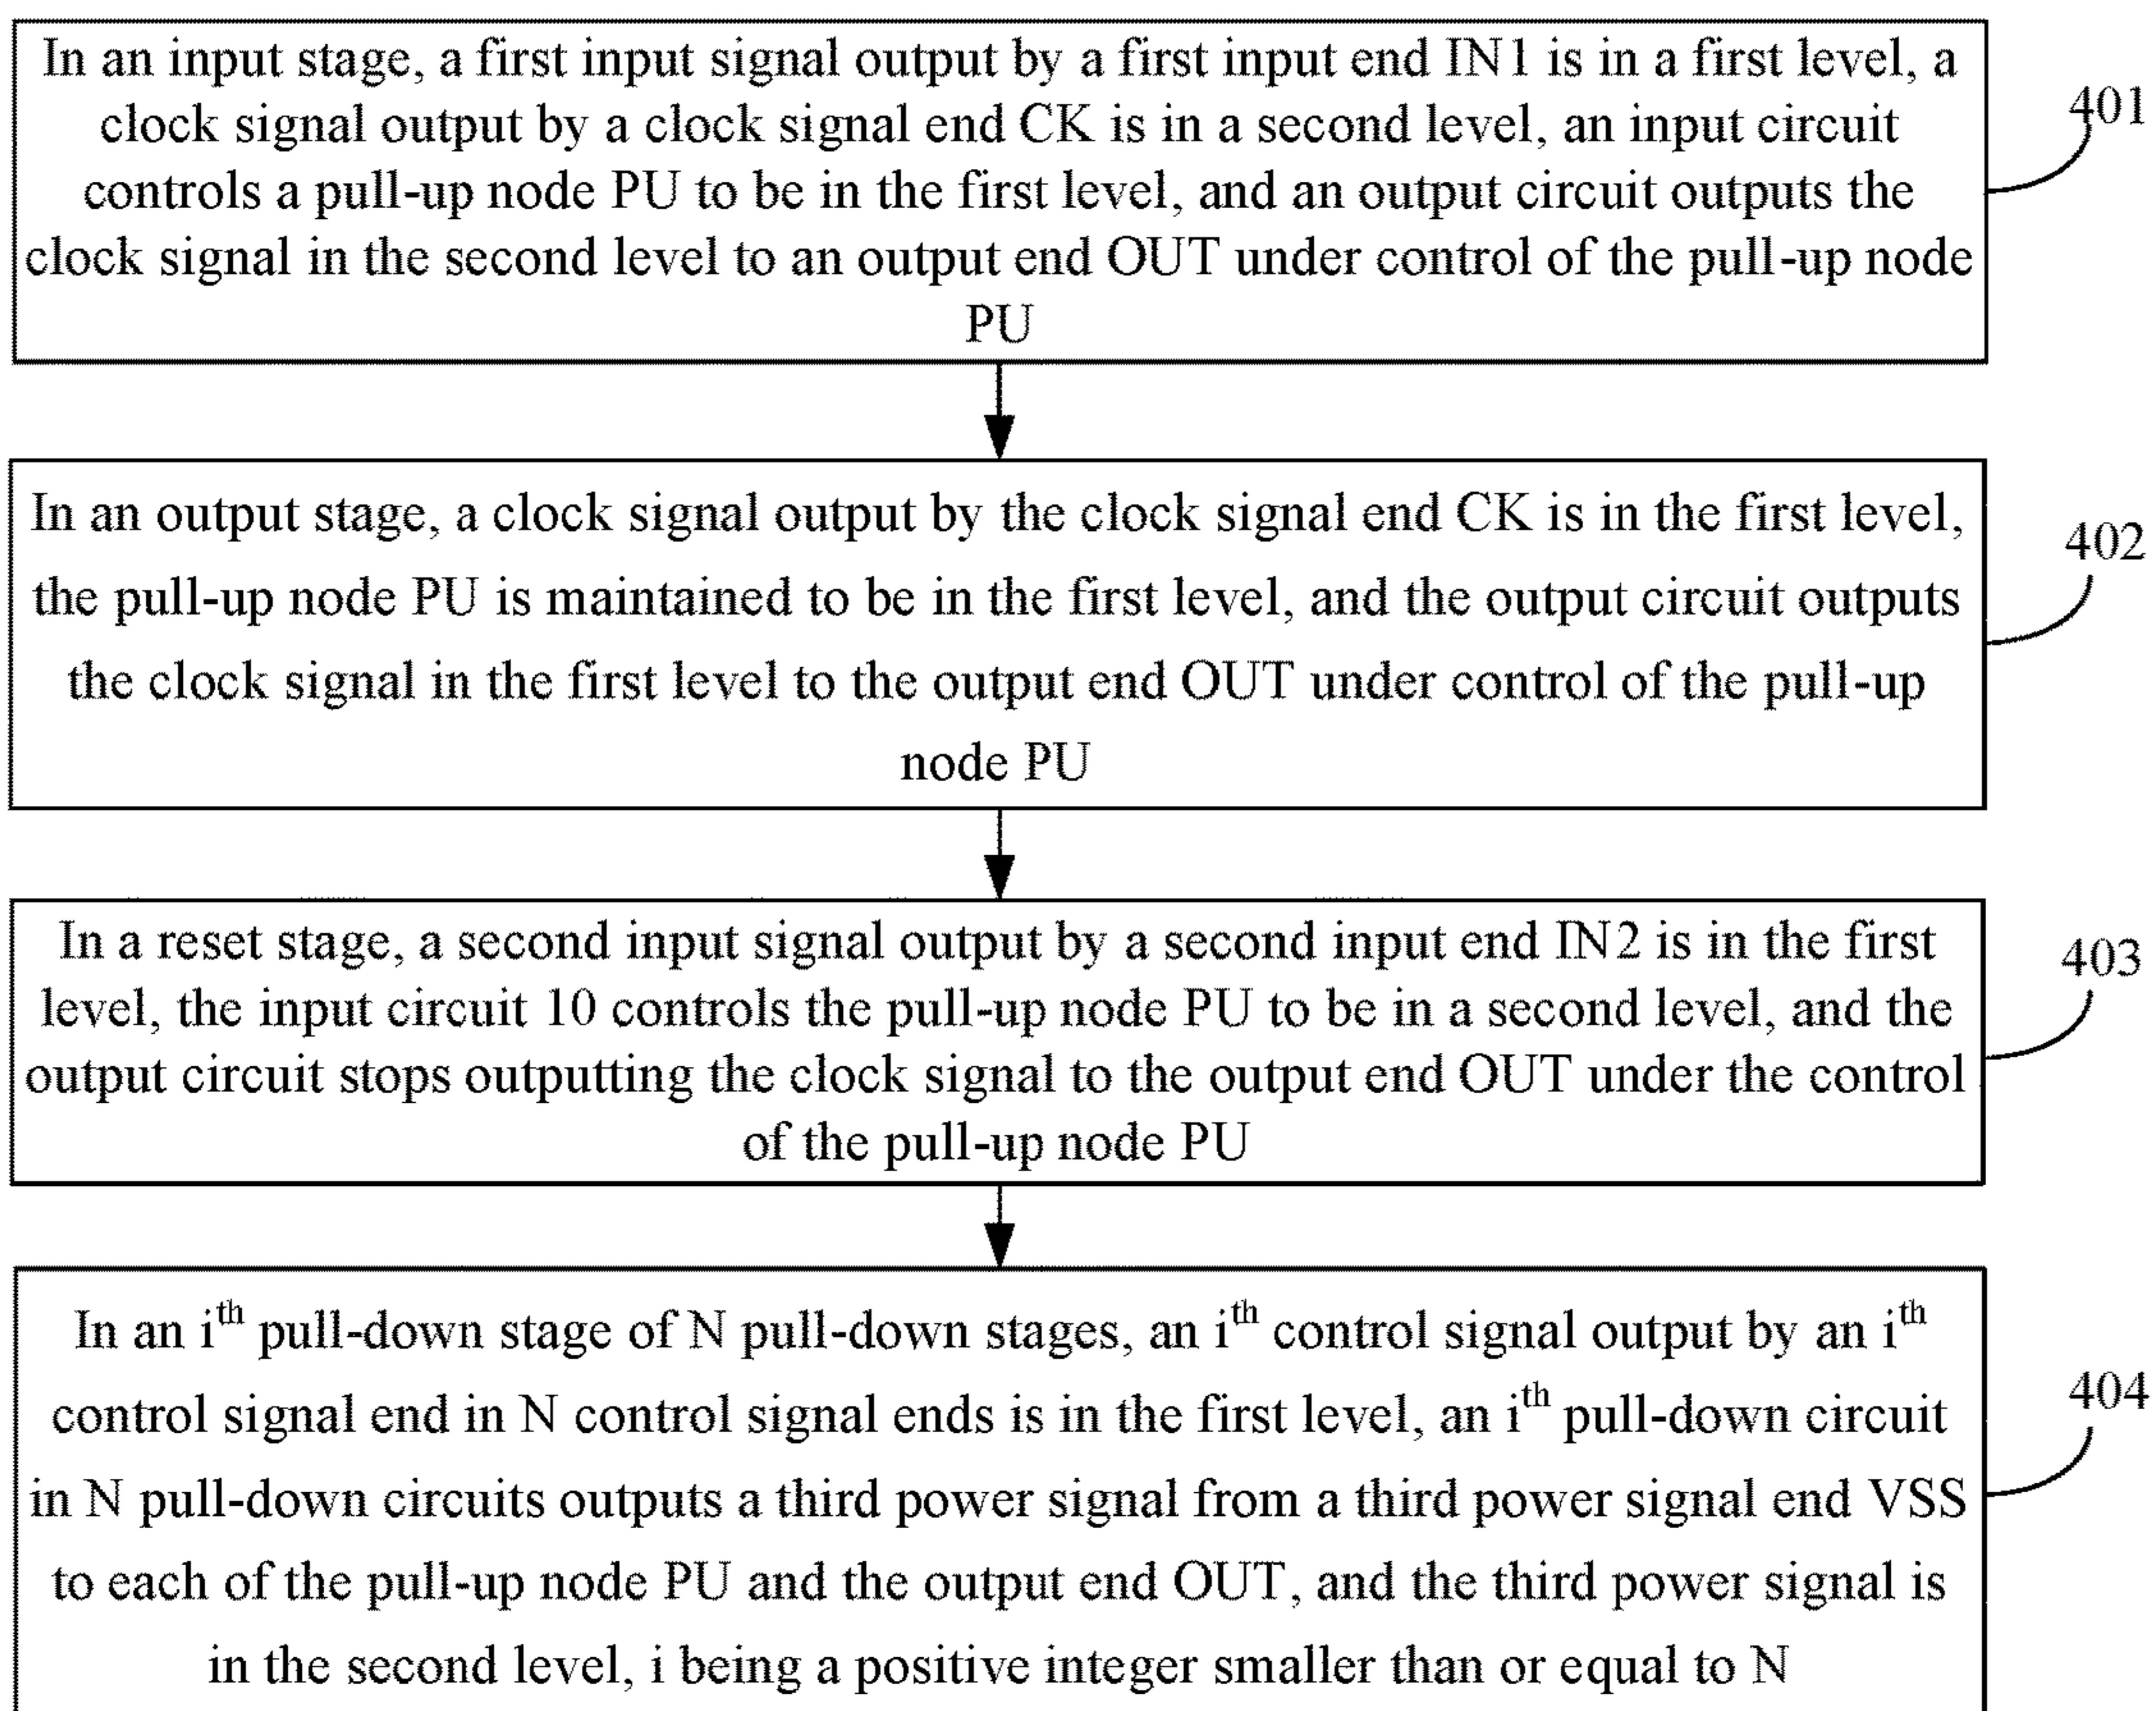 In an input stage, a first input signal output by a first input end IN1 is in a first level, a
clock signal output by a clock signal end CK is in a second level, an input circuit
controls a pull-up node PU to be in the first level, and an output circuit outputs the
clock signal in the second level to an output end OUT under control of the pull-up node
PU
401
In an output stage, a clock signal output by the clock signal end CK is in the first level,
the pull-up node PU is maintained to be in the first level, and the output circuit outputs
the clock signal in the first level to the output end OUT under control of the pull-up
node PU
402
In a reset stage, a second input signal output by a second input end IN2 is in the first
level, the input circuit 10 controls the pull-up node PU to be in a second level, and the
output circuit stops outputting the clock signal to the output end OUT under the control
of the pull-up node PU
403
In an i^th pull-down stage of N pull-down stages, an i^th control signal output by an i^th
control signal end in N control signal ends is in the first level, an i^th pull-down circuit
in N pull-down circuits outputs a third power signal from a third power signal end VSS
to each of the pull-up node PU and the output end OUT, and the third power signal is
in the second level, i being a positive integer smaller than or equal to N
404